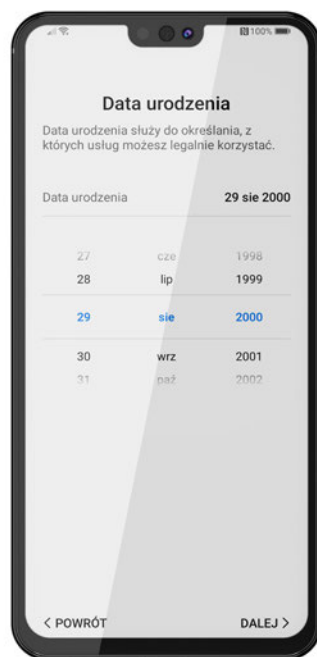 100%
Data urodzenia
Data urodzenia służy do określania, z
których usług możesz legalnie korzystać.
Data urodzenia 29 sie 2000
27 cze 1998
28 lip 1999
29 sie 2000
30 wrz 2001
31 paź 2002
< POWRÓT DALEJ >